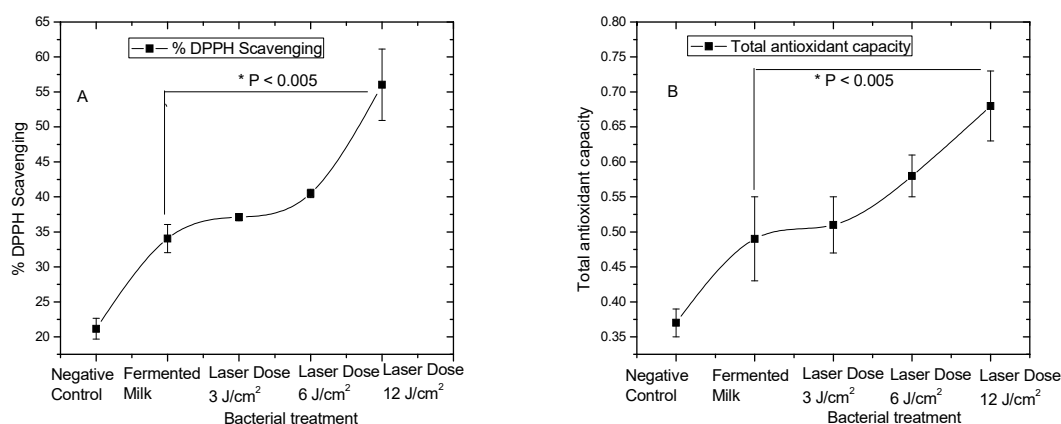 65
60
55
50
45
40
35
30
25
20
% DPPH Scavenging
% DPPH Scavenging
* P < 0.005
A
Negative Control
Fermented Milk
Laser Dose 3 J/cm²
Laser Dose 6 J/cm²
Laser Dose 12 J/cm²
Bacterial treatment
0.80
0.75
0.70
0.65
0.60
0.55
0.50
0.45
0.40
0.35
Total antioxidant capacity
Total antioxidant capacity
* P < 0.005
B
Negative Control
Fermented Milk
Laser Dose 3 J/cm²
Laser Dose 6 J/cm²
Laser Dose 12 J/cm²
Bacterial treatment